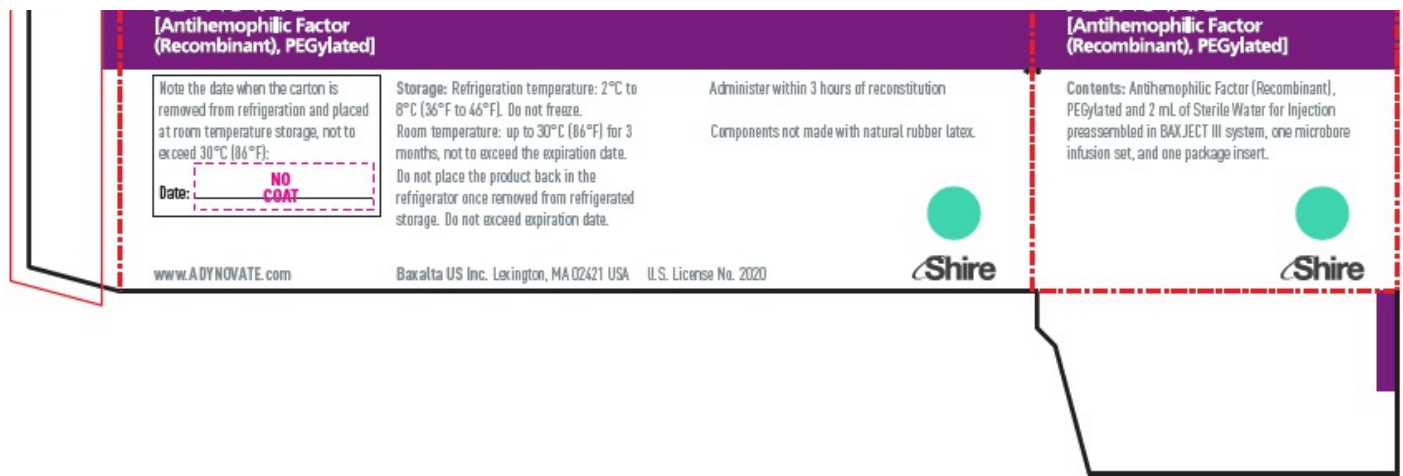 [Antihemophilic Factor
(Recombinant), PEGylated]
Note the date when the carton is
removed from refrigeration and placed
at room temperature storage, not to
exceed 30°C (86°F):
Date:
NO
COAT
Storage: Refrigeration temperature: 2°C to
8°C (36°F to 46°F). Do not freeze.
Room temperature: up to 30°C (86°F) for 3
months, not to exceed the expiration date.
Do not place the product back in the
refrigerator once removed from refrigerated
storage. Do not exceed expiration date.
Administer within 3 hours of reconstitution
Components not made with natural rubber latex.
www.ADYNOVATE.com
Baxalta US Inc. Lexington, MA 02421 USA U.S. License No. 2020
Shire
[Antihemophilic Factor
(Recombinant), PEGylated]
Contents: Antihemophilic Factor (Recombinant),
PEGylated and 2 mL of Sterile Water for Injection
preassembled in BAXJECT III system, one microbore
infusion set, and one package insert.
Shire